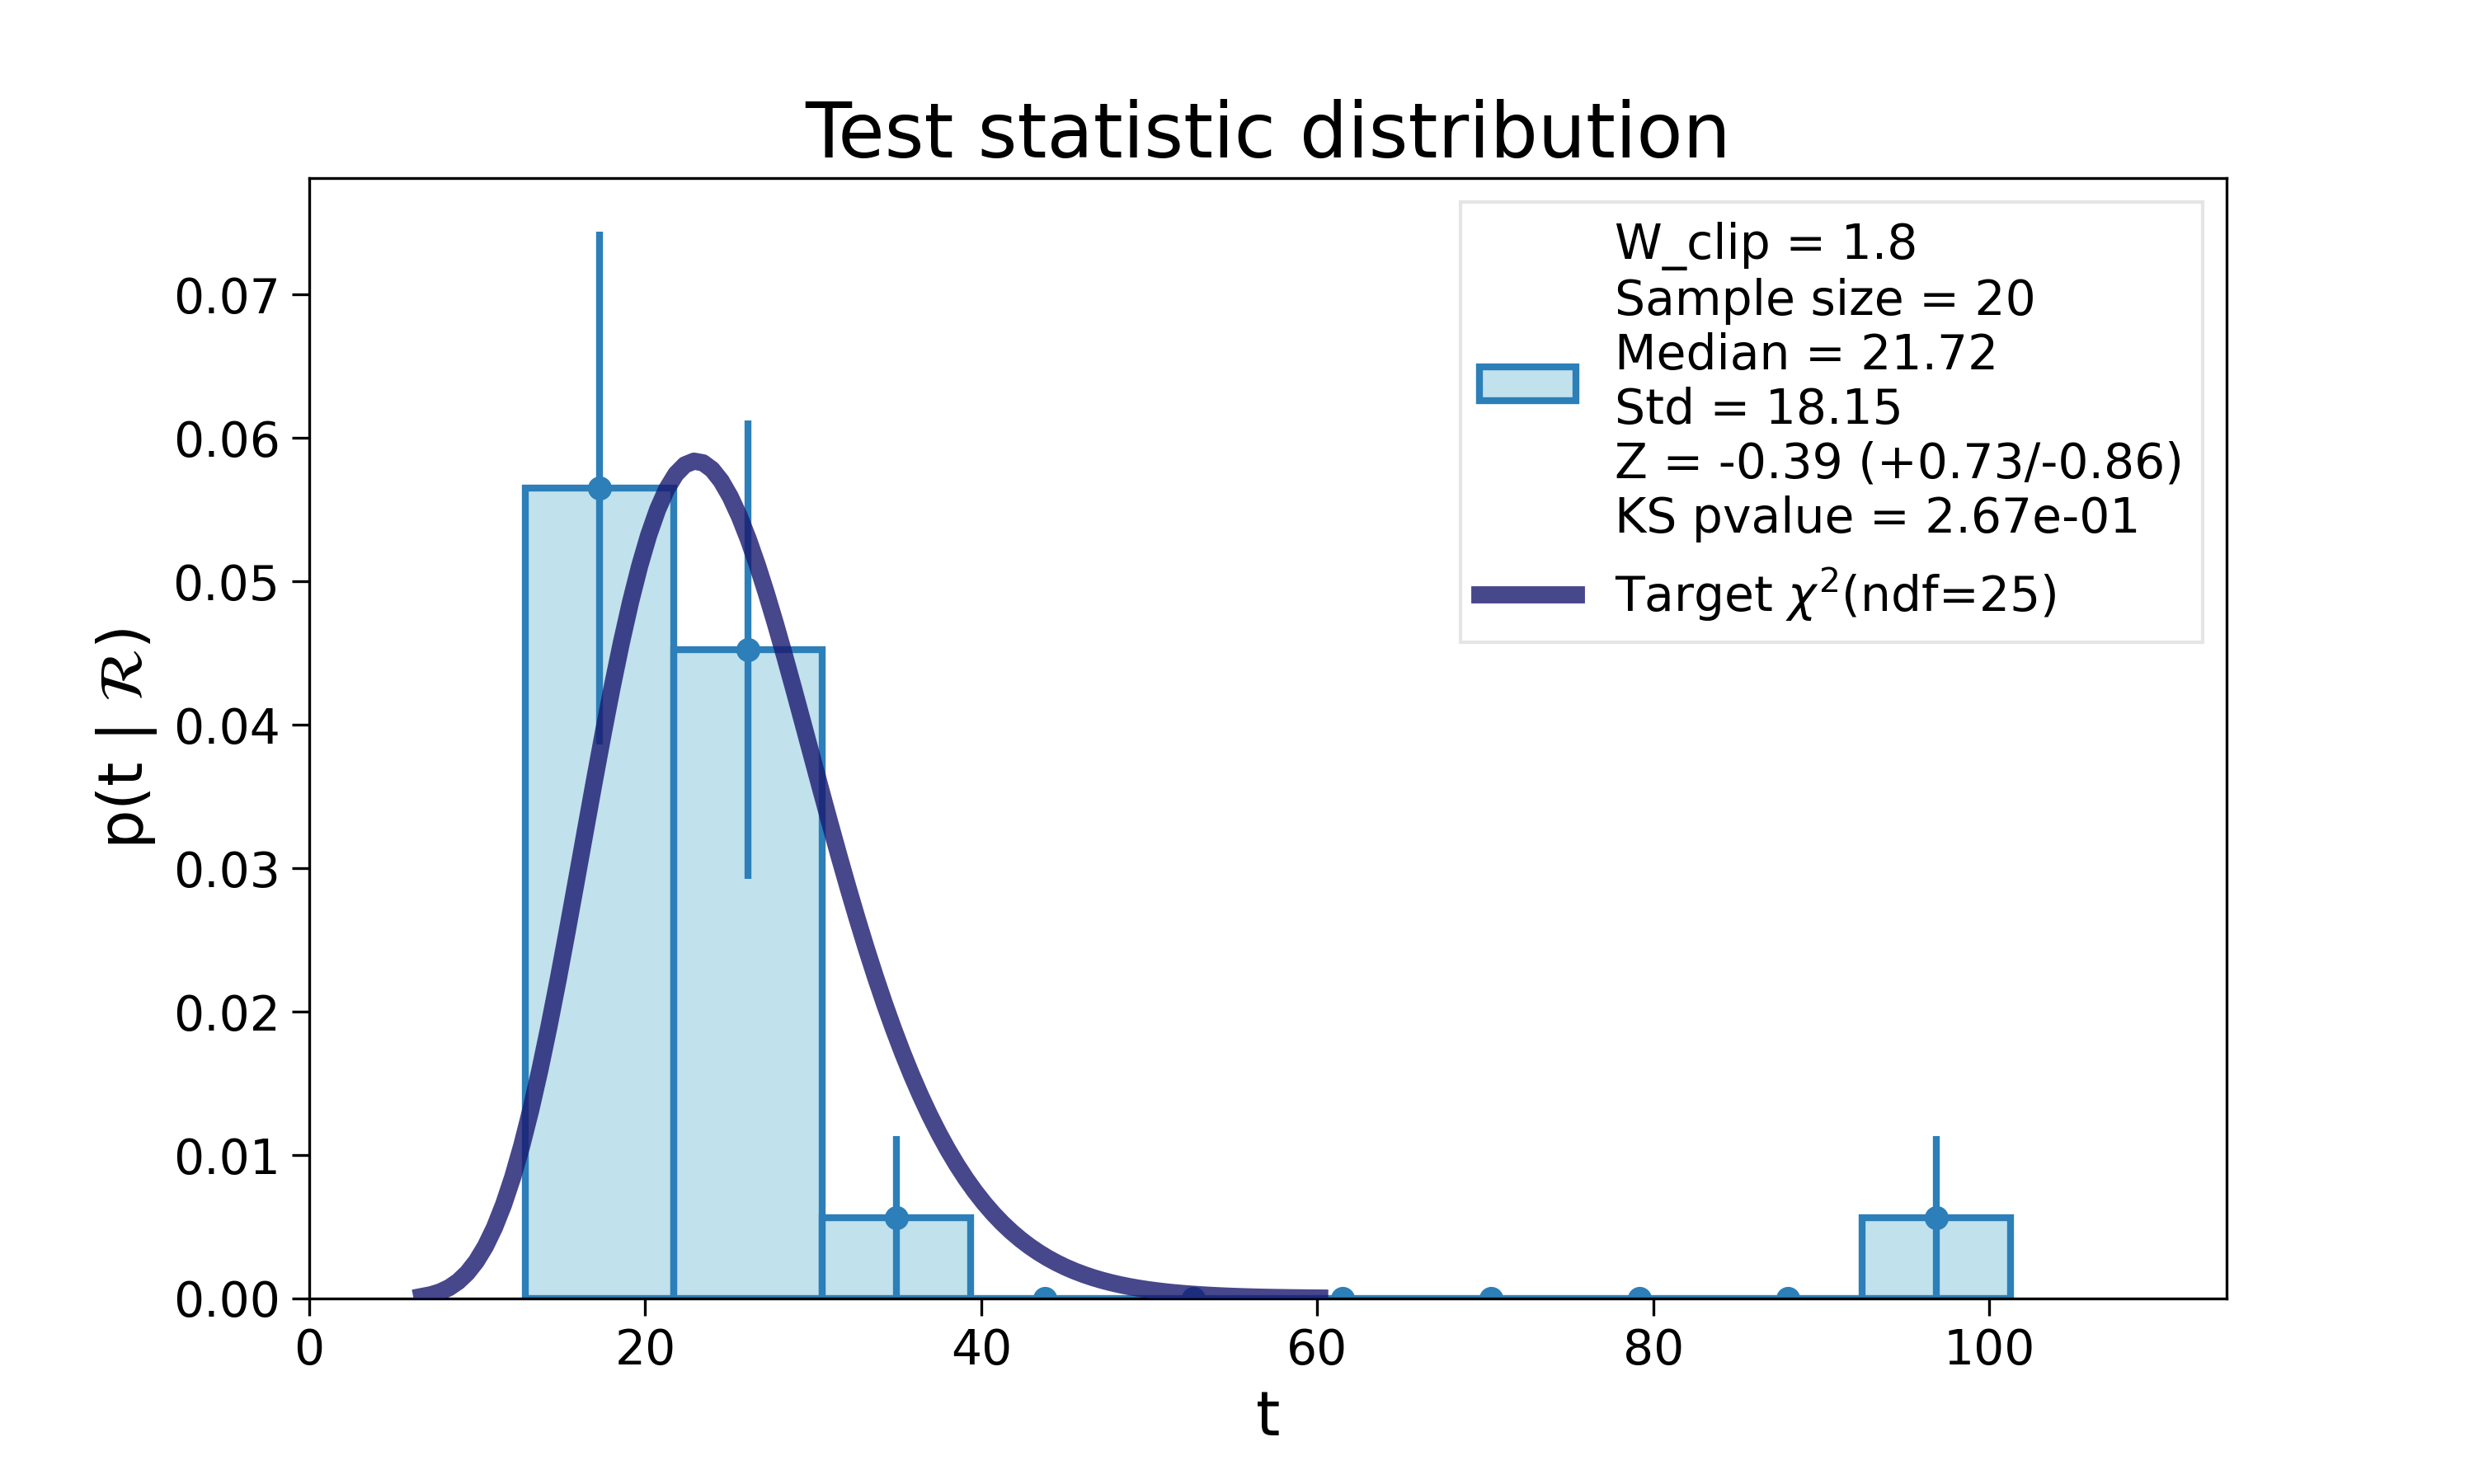 Test statistic distribution
W_clip = 1.8
Sample size = 20
Median = 21.72
Std = 18.15
Z = -0.39 (+0.73/-0.86)
KS pvalue = 2.67e-01
Target χ²(ndf=25)
p(t | ℛ)
0.07
0.06
0.05
0.04
0.03
0.02
0.01
0.00
0 20 40 60 80 100
t